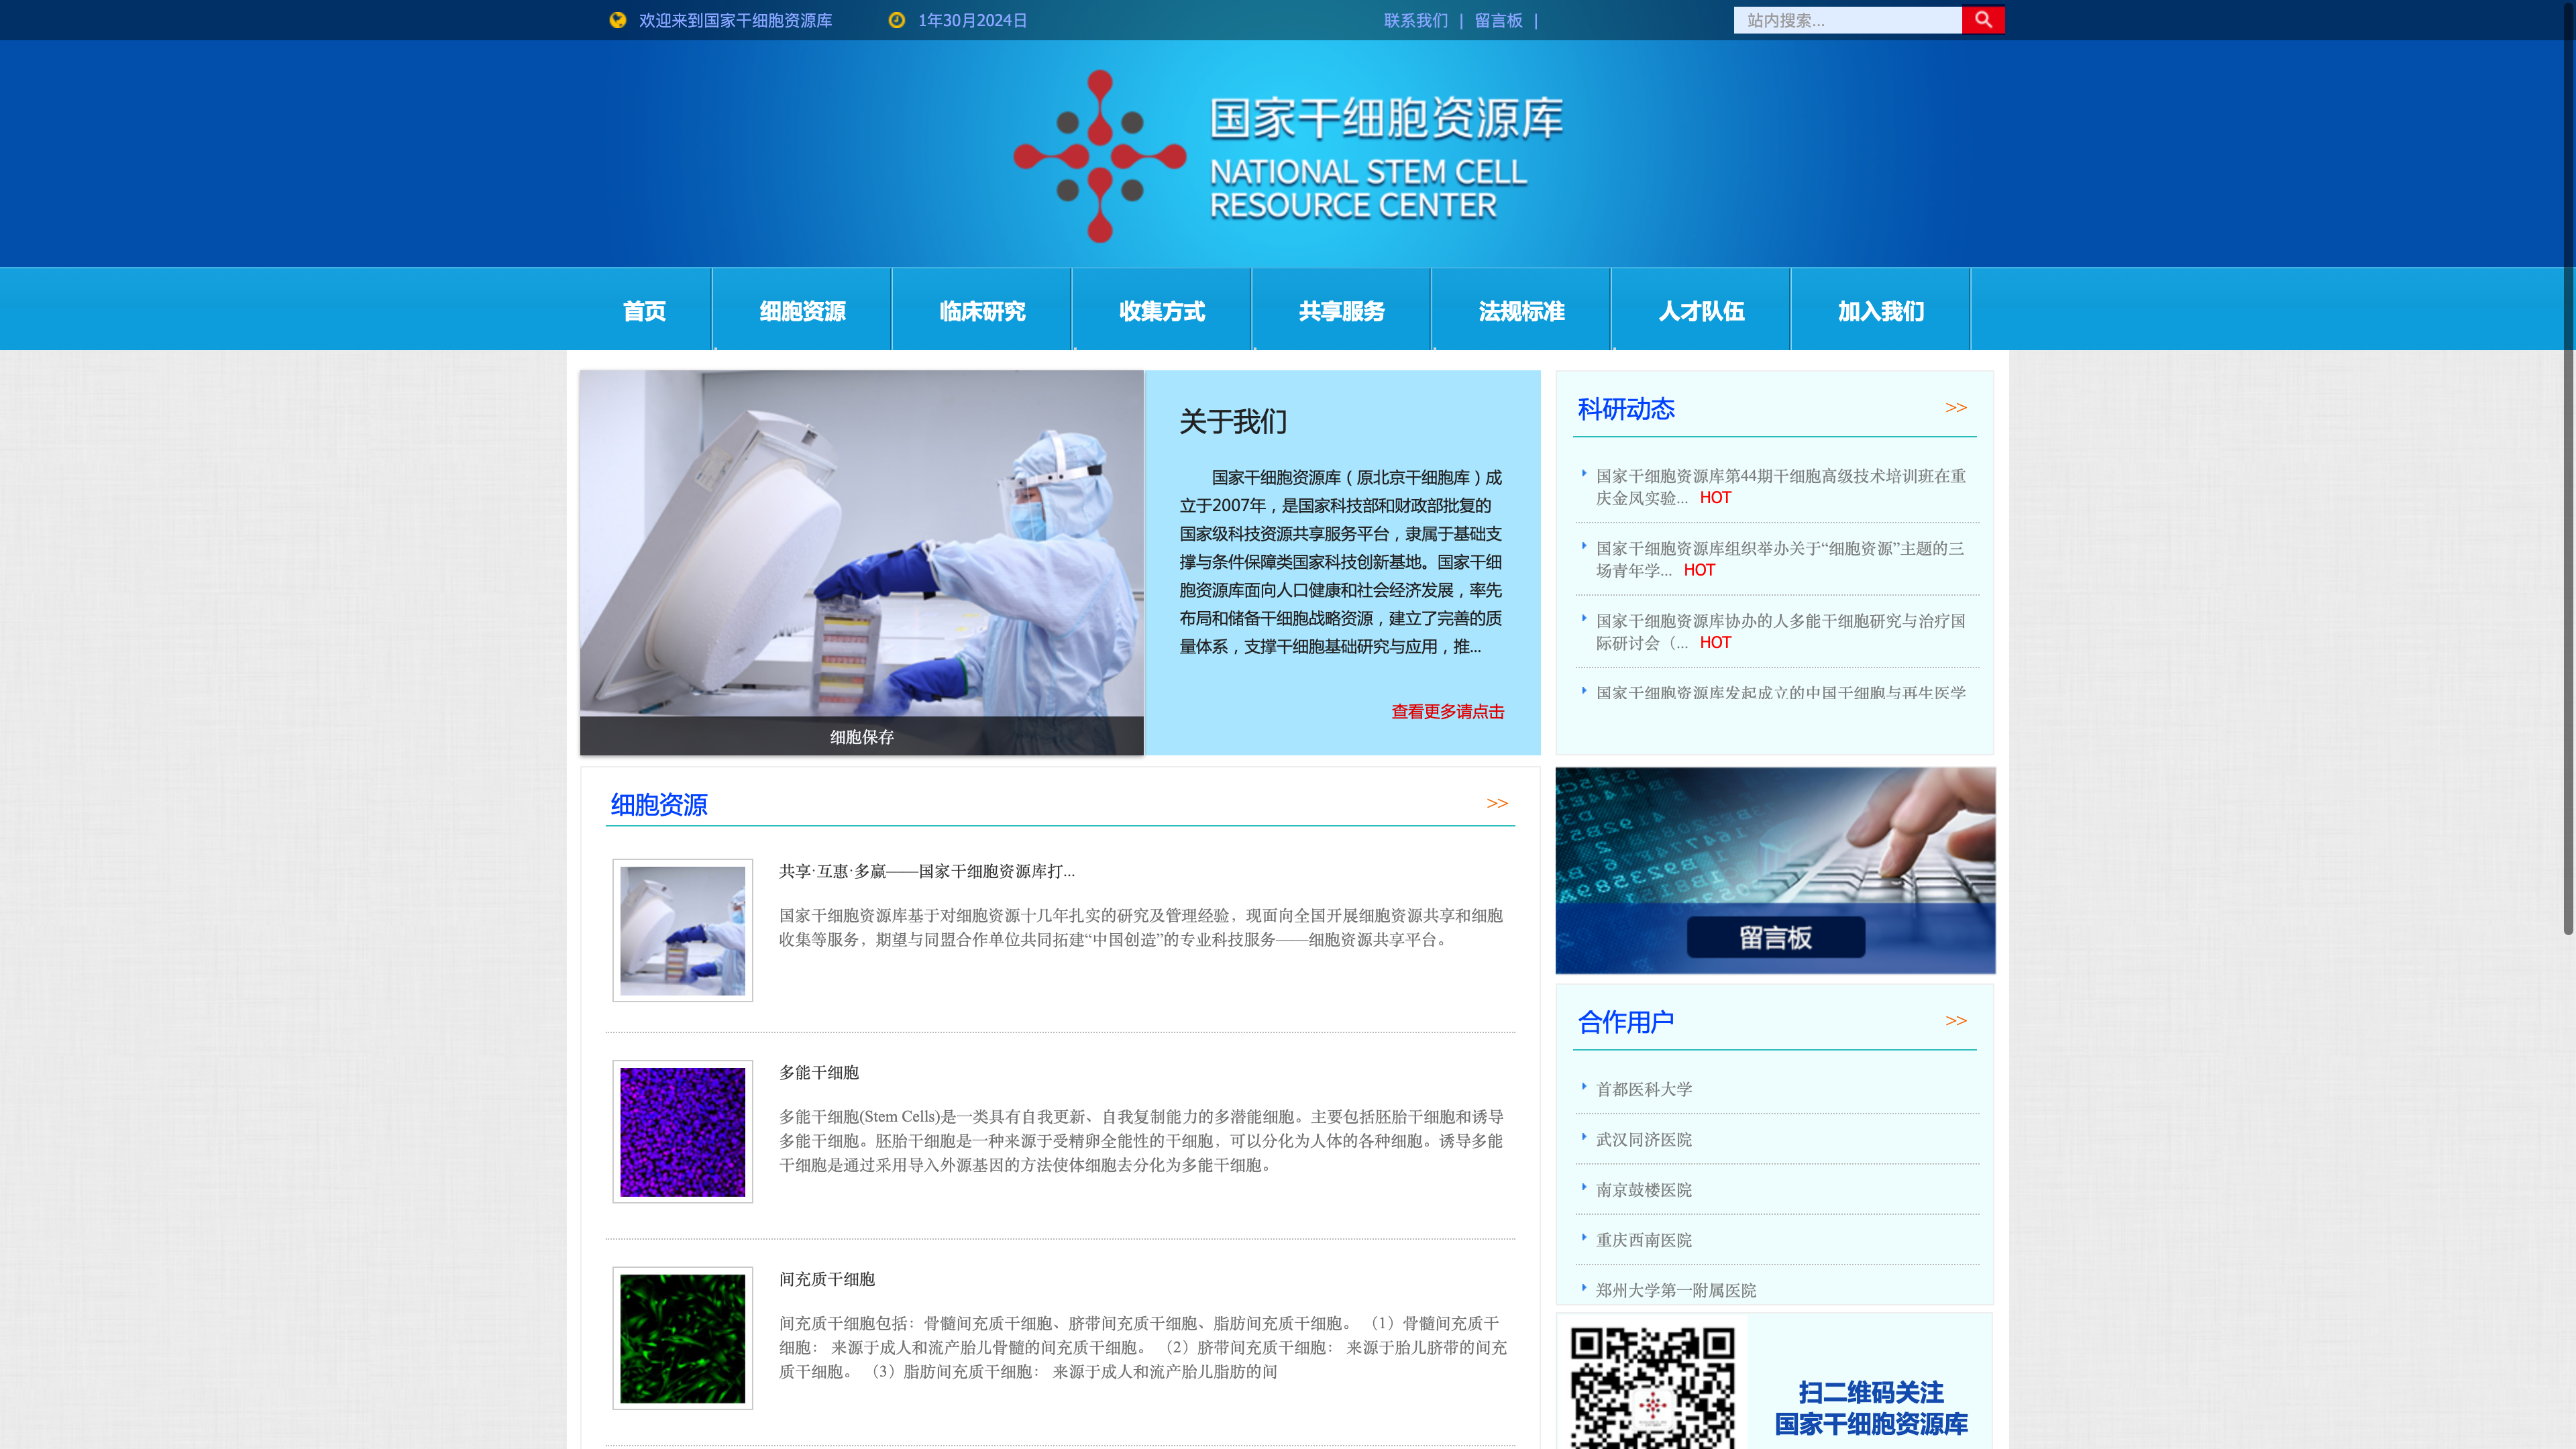 欢迎来到国家干细胞资源库
1年30月2024日
联系我们 | 留言板 |
站内搜索...
国家干细胞资源库
NATIONAL STEM CELL
RESOURCE CENTER
首页 细胞资源 临床研究 收集方式 共享服务 法规标准 人才队伍 加入我们
细胞保存
关于我们
国家干细胞资源库（原北京干细胞库）成
立于2007年，是国家科技部和财政部批复的
国家级科技资源共享服务平台，隶属于基础支
撑与条件保障类国家科技创新基地。国家干细
胞资源库面向人口健康和社会经济发展，率先
布局和储备干细胞战略资源，建立了完善的质
量体系，支撑干细胞基础研究与应用，推...
查看更多请点击
科研动态 >>
国家干细胞资源库第44期干细胞高级技术培训班在重
庆金凤实验... HOT
国家干细胞资源库组织举办关于“细胞资源”主题的三
场青年学... HOT
国家干细胞资源库协办的人多能干细胞研究与治疗国
际研讨会（... HOT
国家干细胞资源库发起成立的中国干细胞与再生医学
细胞资源 >>
共享·互惠·多赢——国家干细胞资源库打...
国家干细胞资源库基于对细胞资源十几年扎实的研究及管理经验，现面向全国开展细胞资源共享和细胞
收集等服务，期望与同盟合作单位共同拓建“中国创造”的专业科技服务——细胞资源共享平台。
多能干细胞
多能干细胞(Stem Cells)是一类具有自我更新、自我复制能力的多潜能细胞。主要包括胚胎干细胞和诱导
多能干细胞。胚胎干细胞是一种来源于受精卵全能性的干细胞，可以分化为人体的各种细胞。诱导多能
干细胞是通过采用导入外源基因的方法使体细胞去分化为多能干细胞。
间充质干细胞
间充质干细胞包括：骨髓间充质干细胞、脐带间充质干细胞、脂肪间充质干细胞。 （1）骨髓间充质干
细胞： 来源于成人和流产胎儿骨髓的间充质干细胞。 （2）脐带间充质干细胞： 来源于胎儿脐带的间充
质干细胞。 （3）脂肪间充质干细胞： 来源于成人和流产胎儿脂肪的间
留言板
合作用户 >>
首都医科大学
武汉同济医院
南京鼓楼医院
重庆西南医院
郑州大学第一附属医院
扫二维码关注
国家干细胞资源库